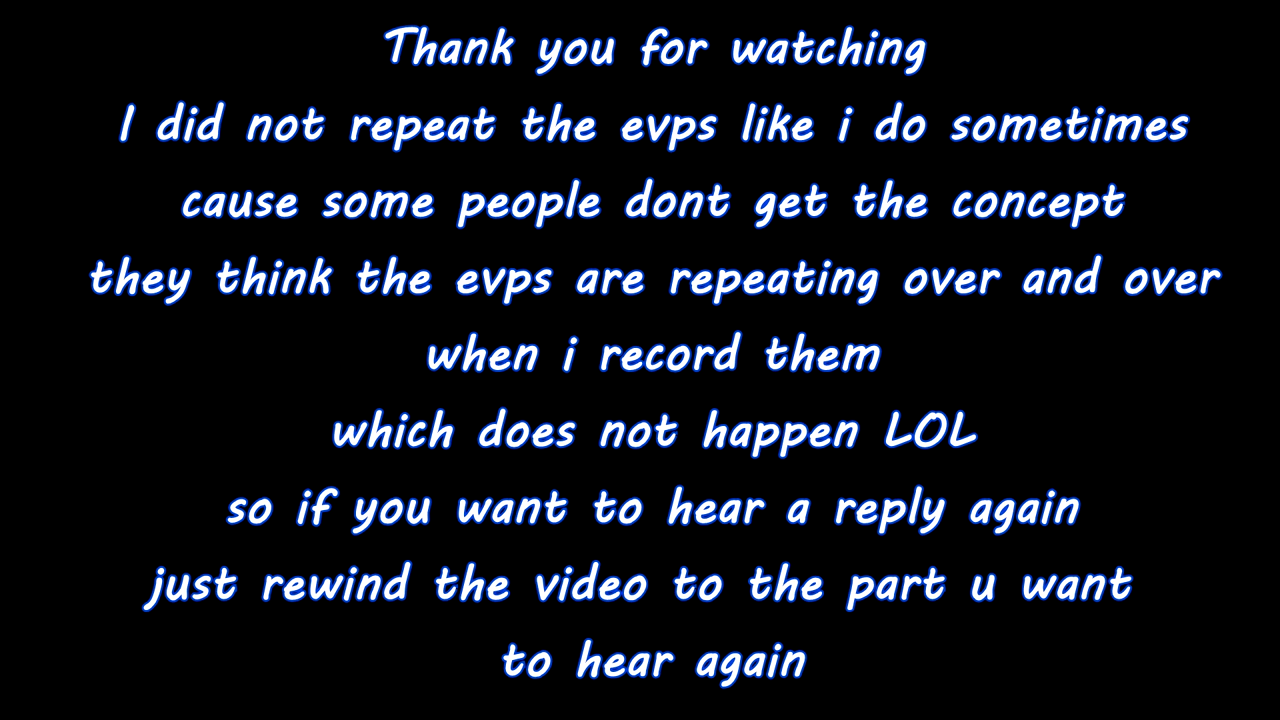 Thank you for watching
I did not repeat the evps like i do sometimes
cause some people dont get the concept
they think the evps are repeating over and over
when i record them
which does not happen LOL
so if you want to hear a reply again
just rewind the video to the part u want
to hear again